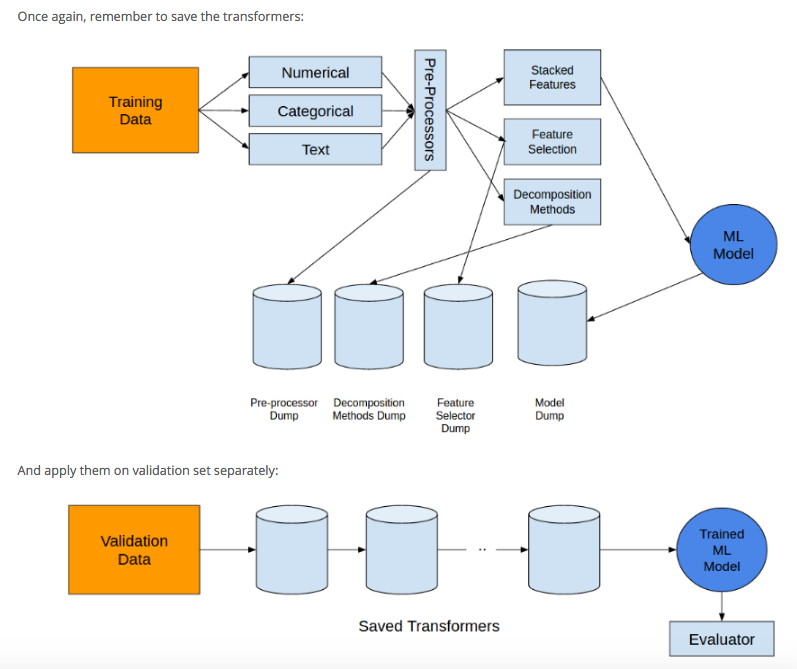 Once again, remember to save the transformers:
Training
Data
Numerical
Categorical
Text
Pre-Processors
Stacked
Features
Feature
Selection
Decomposition
Methods
ML
Model
Pre-processor
Dump
Decomposition
Methods Dump
Feature
Selector
Dump
Model
Dump
And apply them on validation set separately:
Validation
Data
..
Saved Transformers
Trained
ML
Model
Evaluator